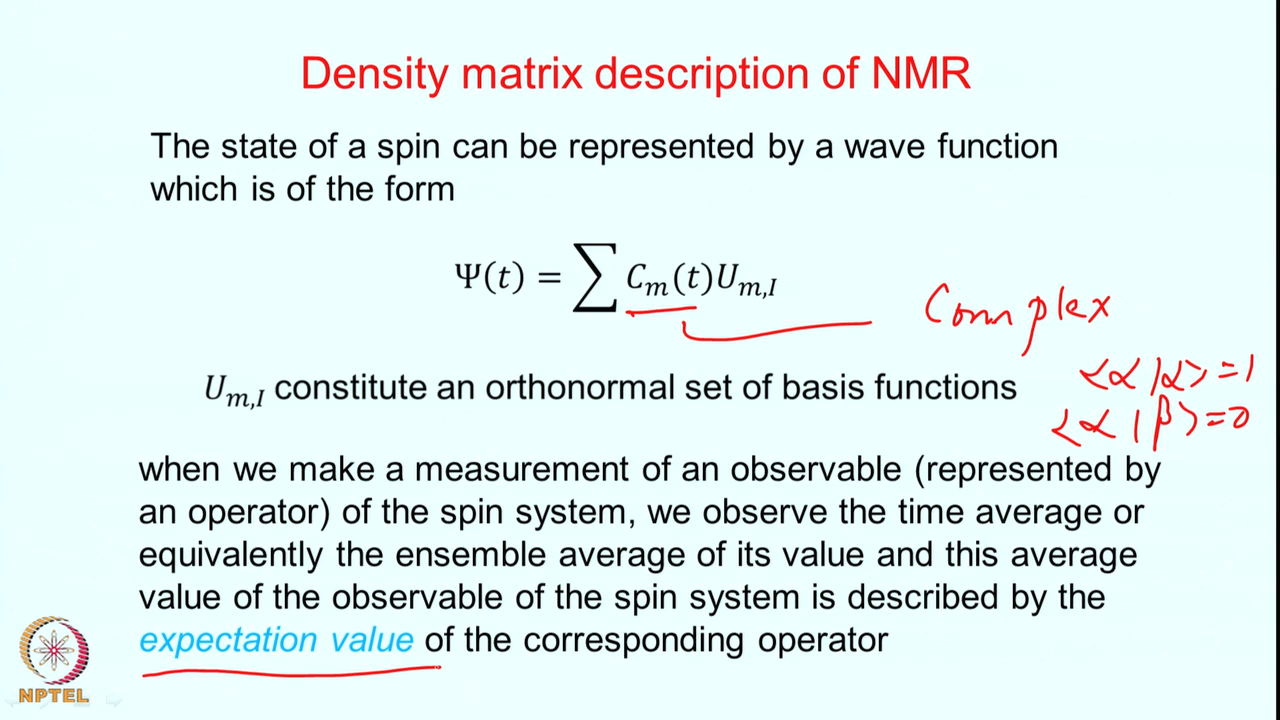 Density matrix description of NMR
The state of a spin can be represented by a wave function
which is of the form
Ψ(t) = ∑ C_m(t)U_{m,I}
Complex
<α|α>=1
U_{m,I} constitute an orthonormal set of basis functions
<α|β>=0
when we make a measurement of an observable (represented by
an operator) of the spin system, we observe the time average or
equivalently the ensemble average of its value and this average
value of the observable of the spin system is described by the
expectation value of the corresponding operator
NPTEL